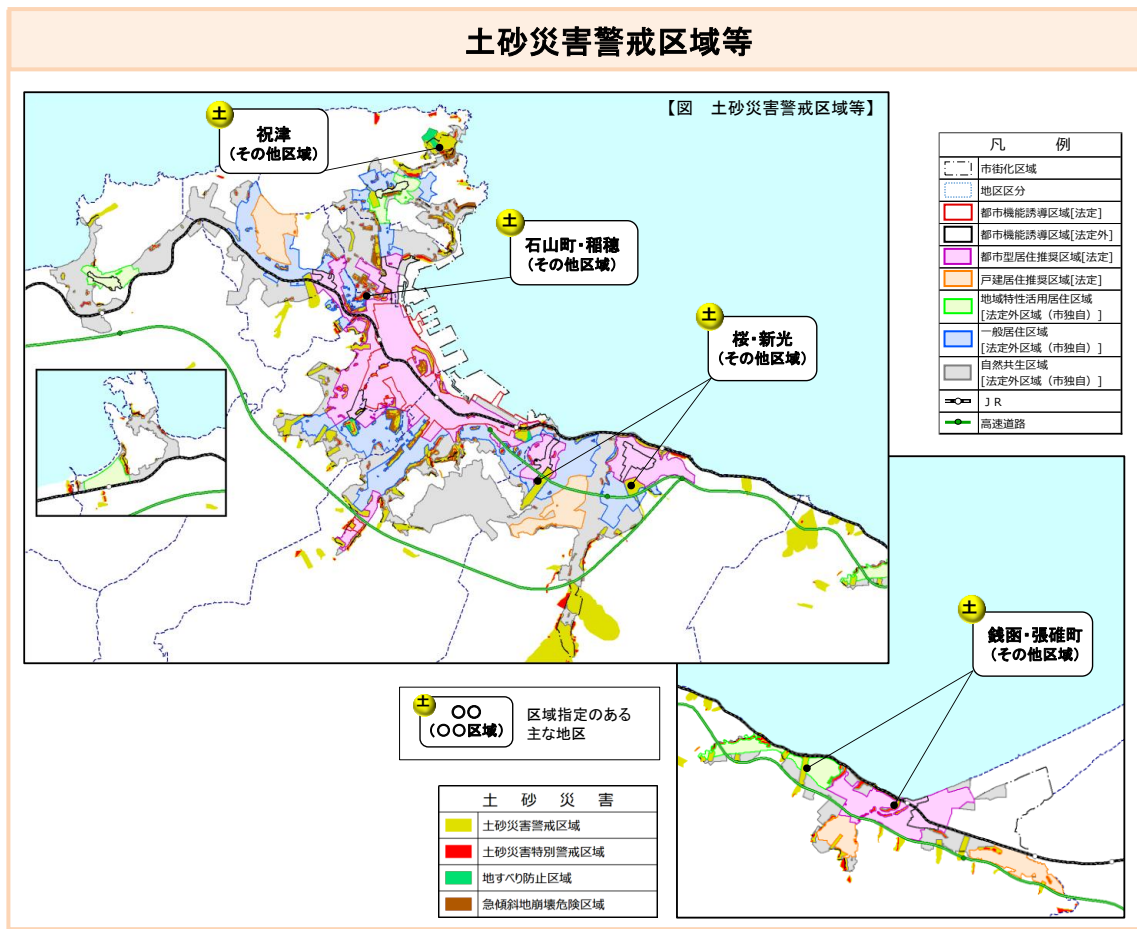 土砂災害警戒区域等
【図 土砂災害警戒区域等】
土
祝津
(その他区域)
土
石山町・稲穂
(その他区域)
土
桜・新光
(その他区域)
凡 例
市街化区域
地区区分
都市機能誘導区域[法定]
都市機能誘導区域[法定外]
都市型居住推奨区域[法定]
戸建居住推奨区域[法定]
地域特性活用居住区域
[法定外区域（市独自）]
一般居住区域
[法定外区域（市独自）]
自然共生区域
[法定外区域（市独自）]
ＪＲ
高速道路
土
銭函・張碓町
(その他区域)
土
○○
(○○区域)
区域指定のある
主な地区
土 砂 災 害
土砂災害警戒区域
土砂災害特別警戒区域
地すべり防止区域
急傾斜地崩壊危険区域